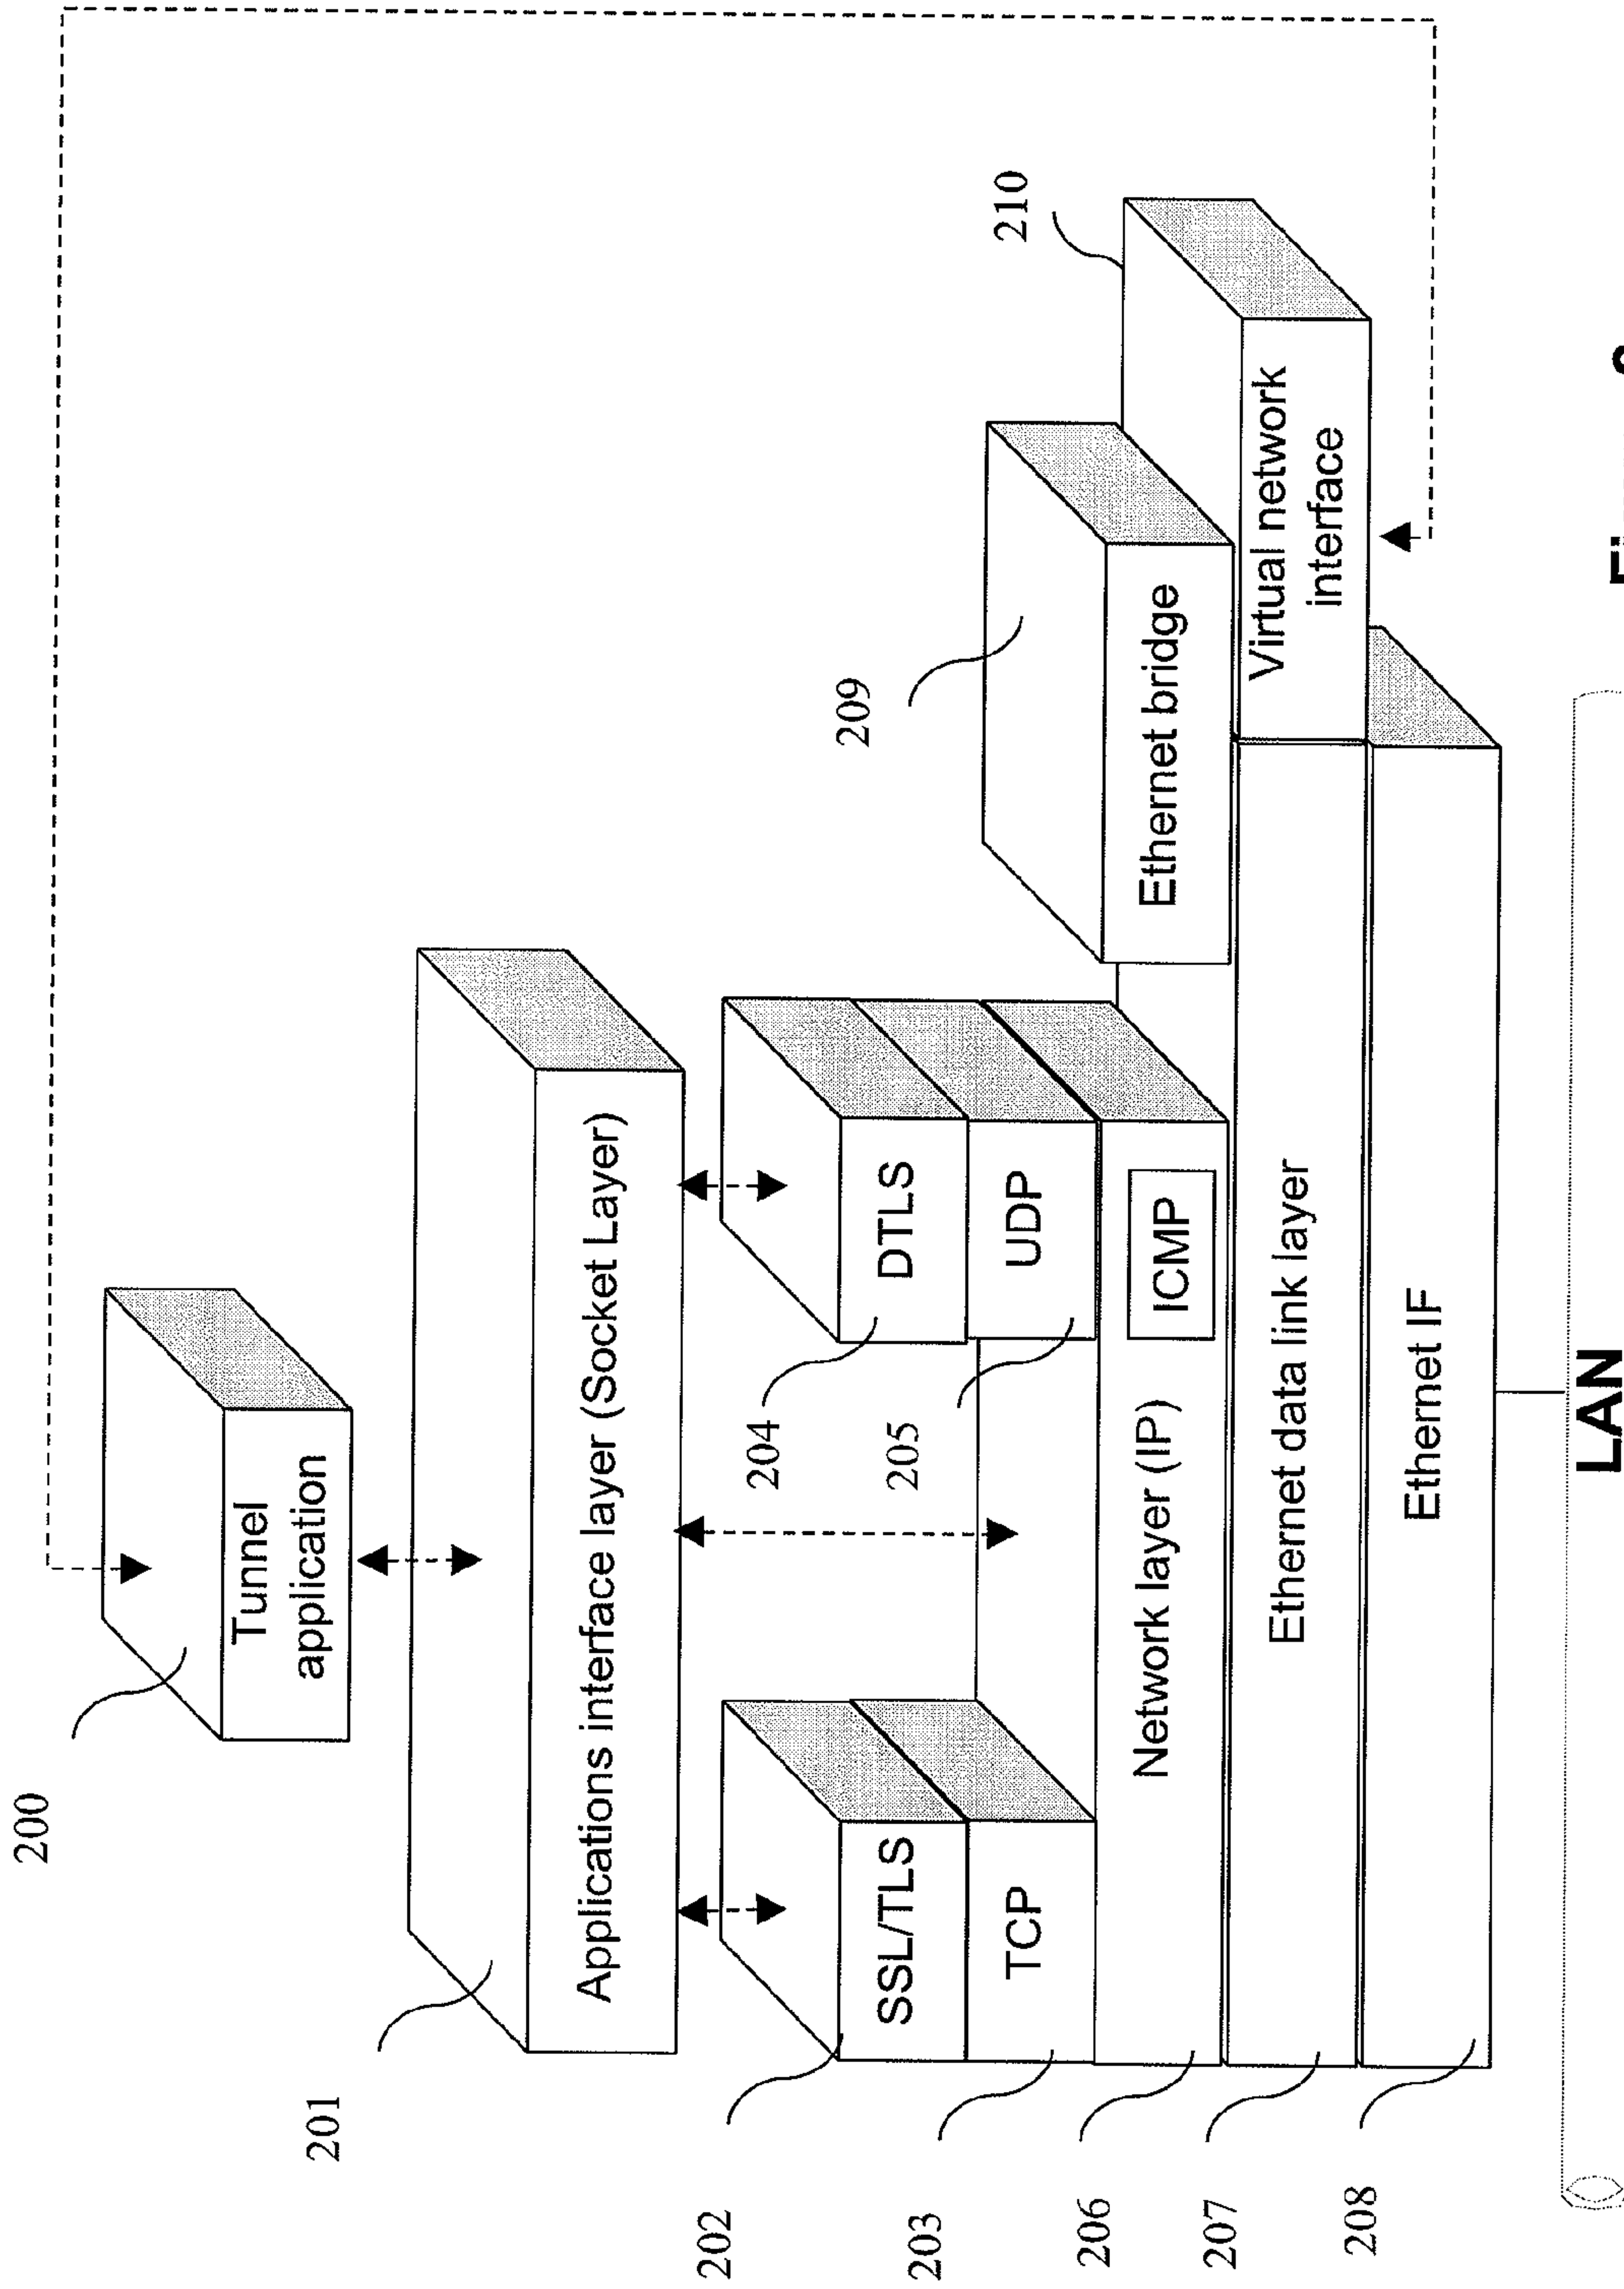 200
Tunnel
application
201
Applications interface layer (Socket Layer)
202
SSL/TLS
204
DTLS
203
TCP
205
UDP
209
Ethernet bridge
210
206
Network layer (IP)
ICMP
207
Ethernet data link layer
Virtual network
interface
208
Ethernet IF
LAN